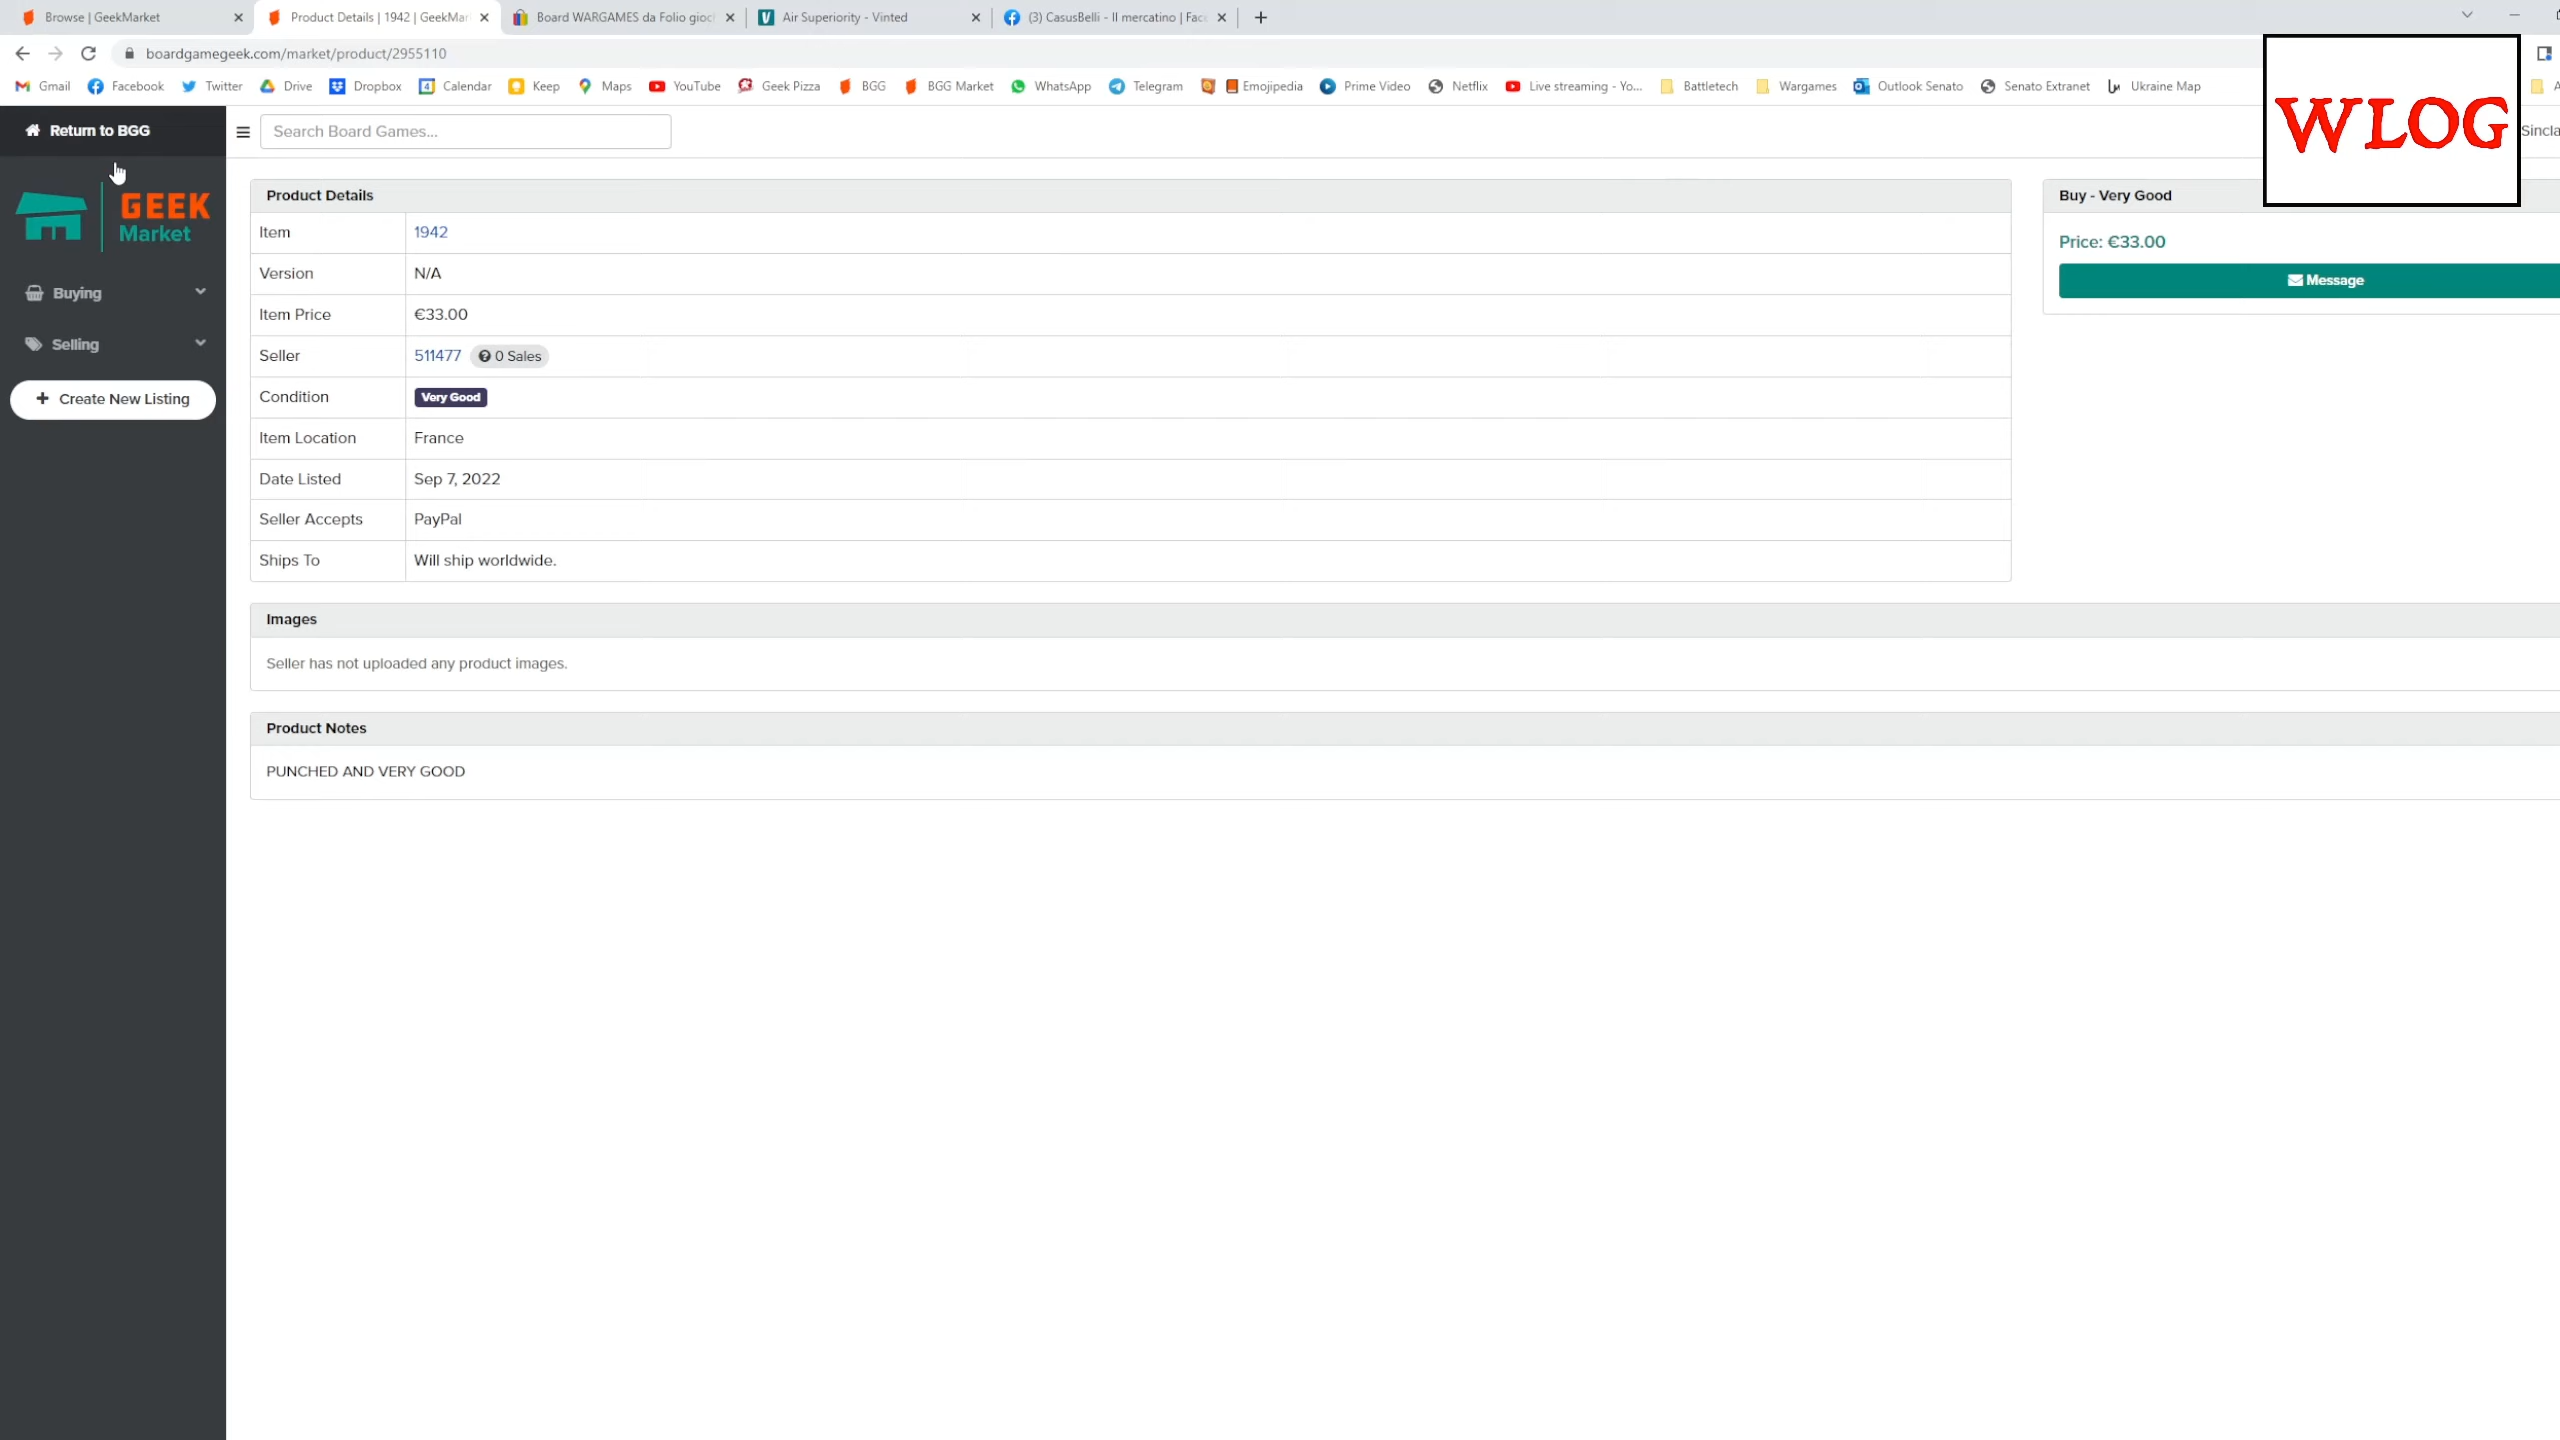 Browse | GeekMarket
Product Details | 1942 | GeekMar
Board WARGAMES da Folio gioc
Air Superiority - Vinted
(3) CasusBelli - Il mercatino | Face
boardgamegeek.com/market/product/2955110
Gmail Facebook Twitter Drive Dropbox Calendar Keep Maps YouTube Geek Pizza BGG BGG Market WhatsApp Telegram Emojipedia Prime Video Netflix Live streaming - Yo... Battletech Wargames Outlook Senato Senato Extranet Ukraine Map
WLOG
Return to BGG
Search Board Games...
Sincla
GEEK
Market
Buying
Selling
Create New Listing
Product Details
Item 1942
Version N/A
Item Price €33.00
Seller 511477 0 Sales
Condition Very Good
Item Location France
Date Listed Sep 7, 2022
Seller Accepts PayPal
Ships To Will ship worldwide.
Buy - Very Good
Price: €33.00
Message
Images
Seller has not uploaded any product images.
Product Notes
PUNCHED AND VERY GOOD